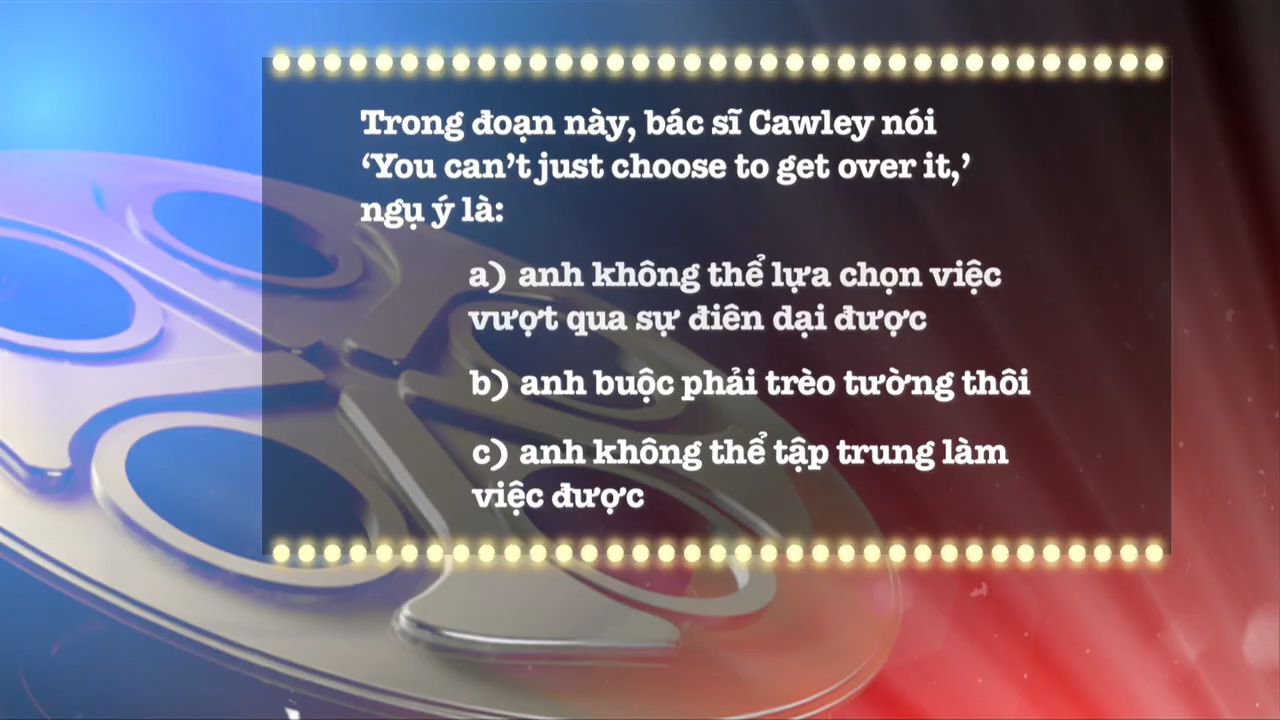 Trong đoạn này, bác sĩ Cawley nói
‘You can’t just choose to get over it,’
ngụ ý là:
a) anh không thể lựa chọn việc
vượt qua sự điên dại được
b) anh buộc phải trèo tường thôi
c) anh không thể tập trung làm
việc được